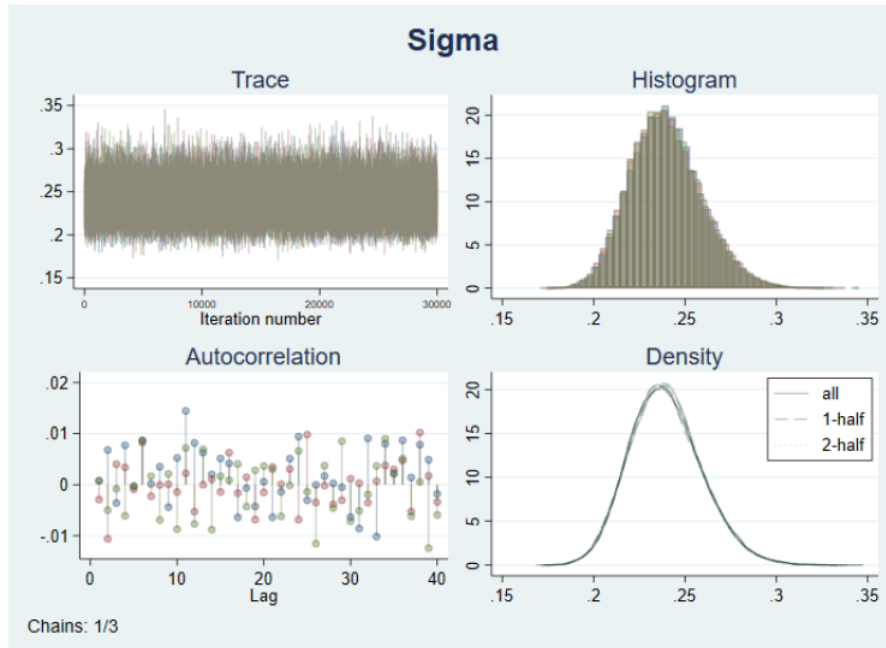 Sigma
Trace
.35
.3
.25
.2
.15
0 10000 20000 30000
Iteration number
Histogram
20
15
10
5
0
.15 .2 .25 .3 .35
Autocorrelation
.02
.01
0
-.01
0 10 20 30 40
Lag
Density
20
15
10
5
0
.15 .2 .25 .3 .35
all
1-half
2-half
Chains: 1/3